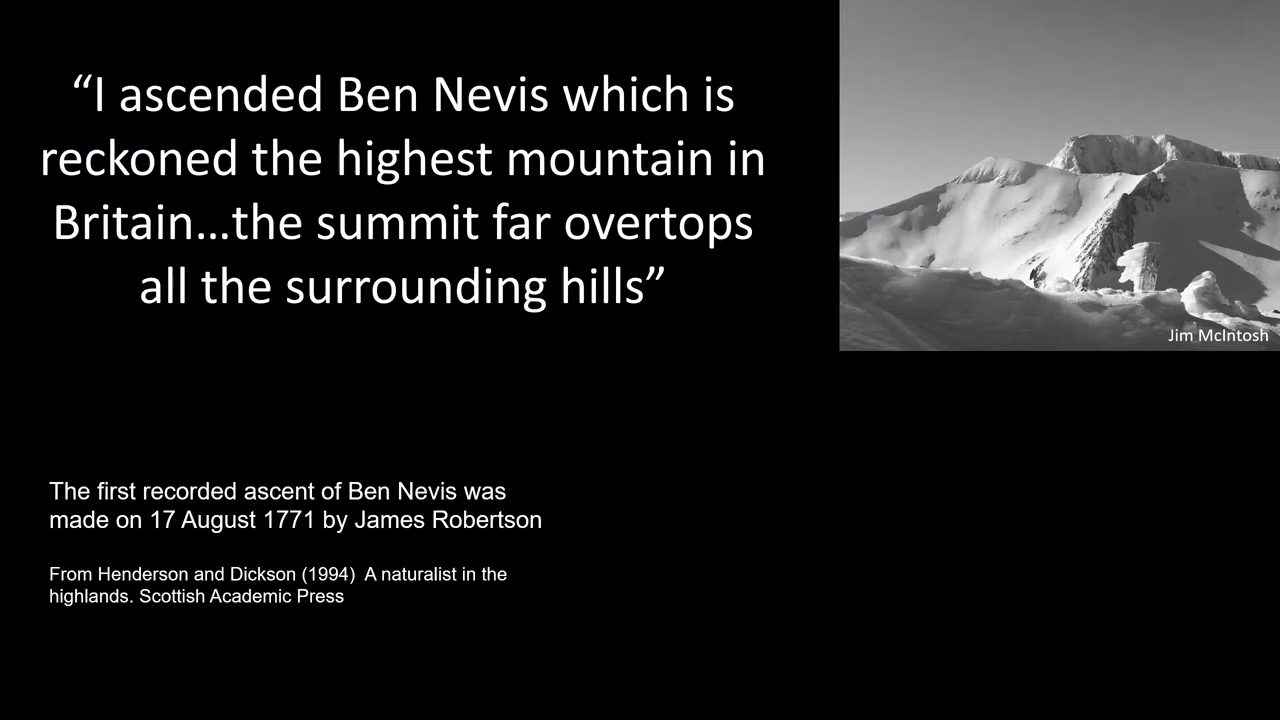 “I ascended Ben Nevis which is
reckoned the highest mountain in
Britain...the summit far overtops
all the surrounding hills”
Jim McIntosh
The first recorded ascent of Ben Nevis was
made on 17 August 1771 by James Robertson
From Henderson and Dickson (1994)  A naturalist in the
highlands. Scottish Academic Press